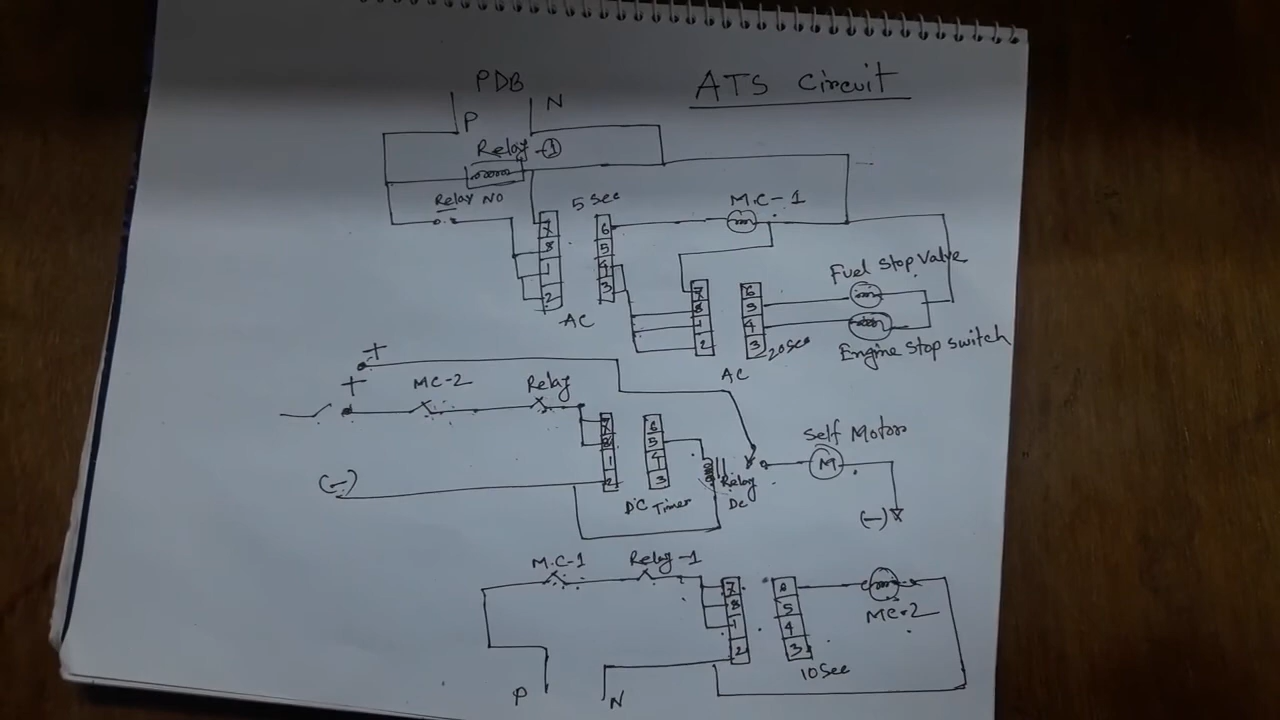 ATS Circuit
PDB
P
N
Relay-①
Relay NO
5 Sec
M.C-1
7
8
1
2
6
5
4
3
AC
7
8
1
2
6
5
4
3
20Sec
AC
Fuel Stop Valve
Engine Stop switch
+
+
MC-2
Relay
7
8
1
2
6
5
4
3
DC Timer
Relay
DC
Self Motor
M
(-)
(-)
M.C-1
Relay-1
7
8
1
2
6
5
4
3
10Sec
MC-2
P
N